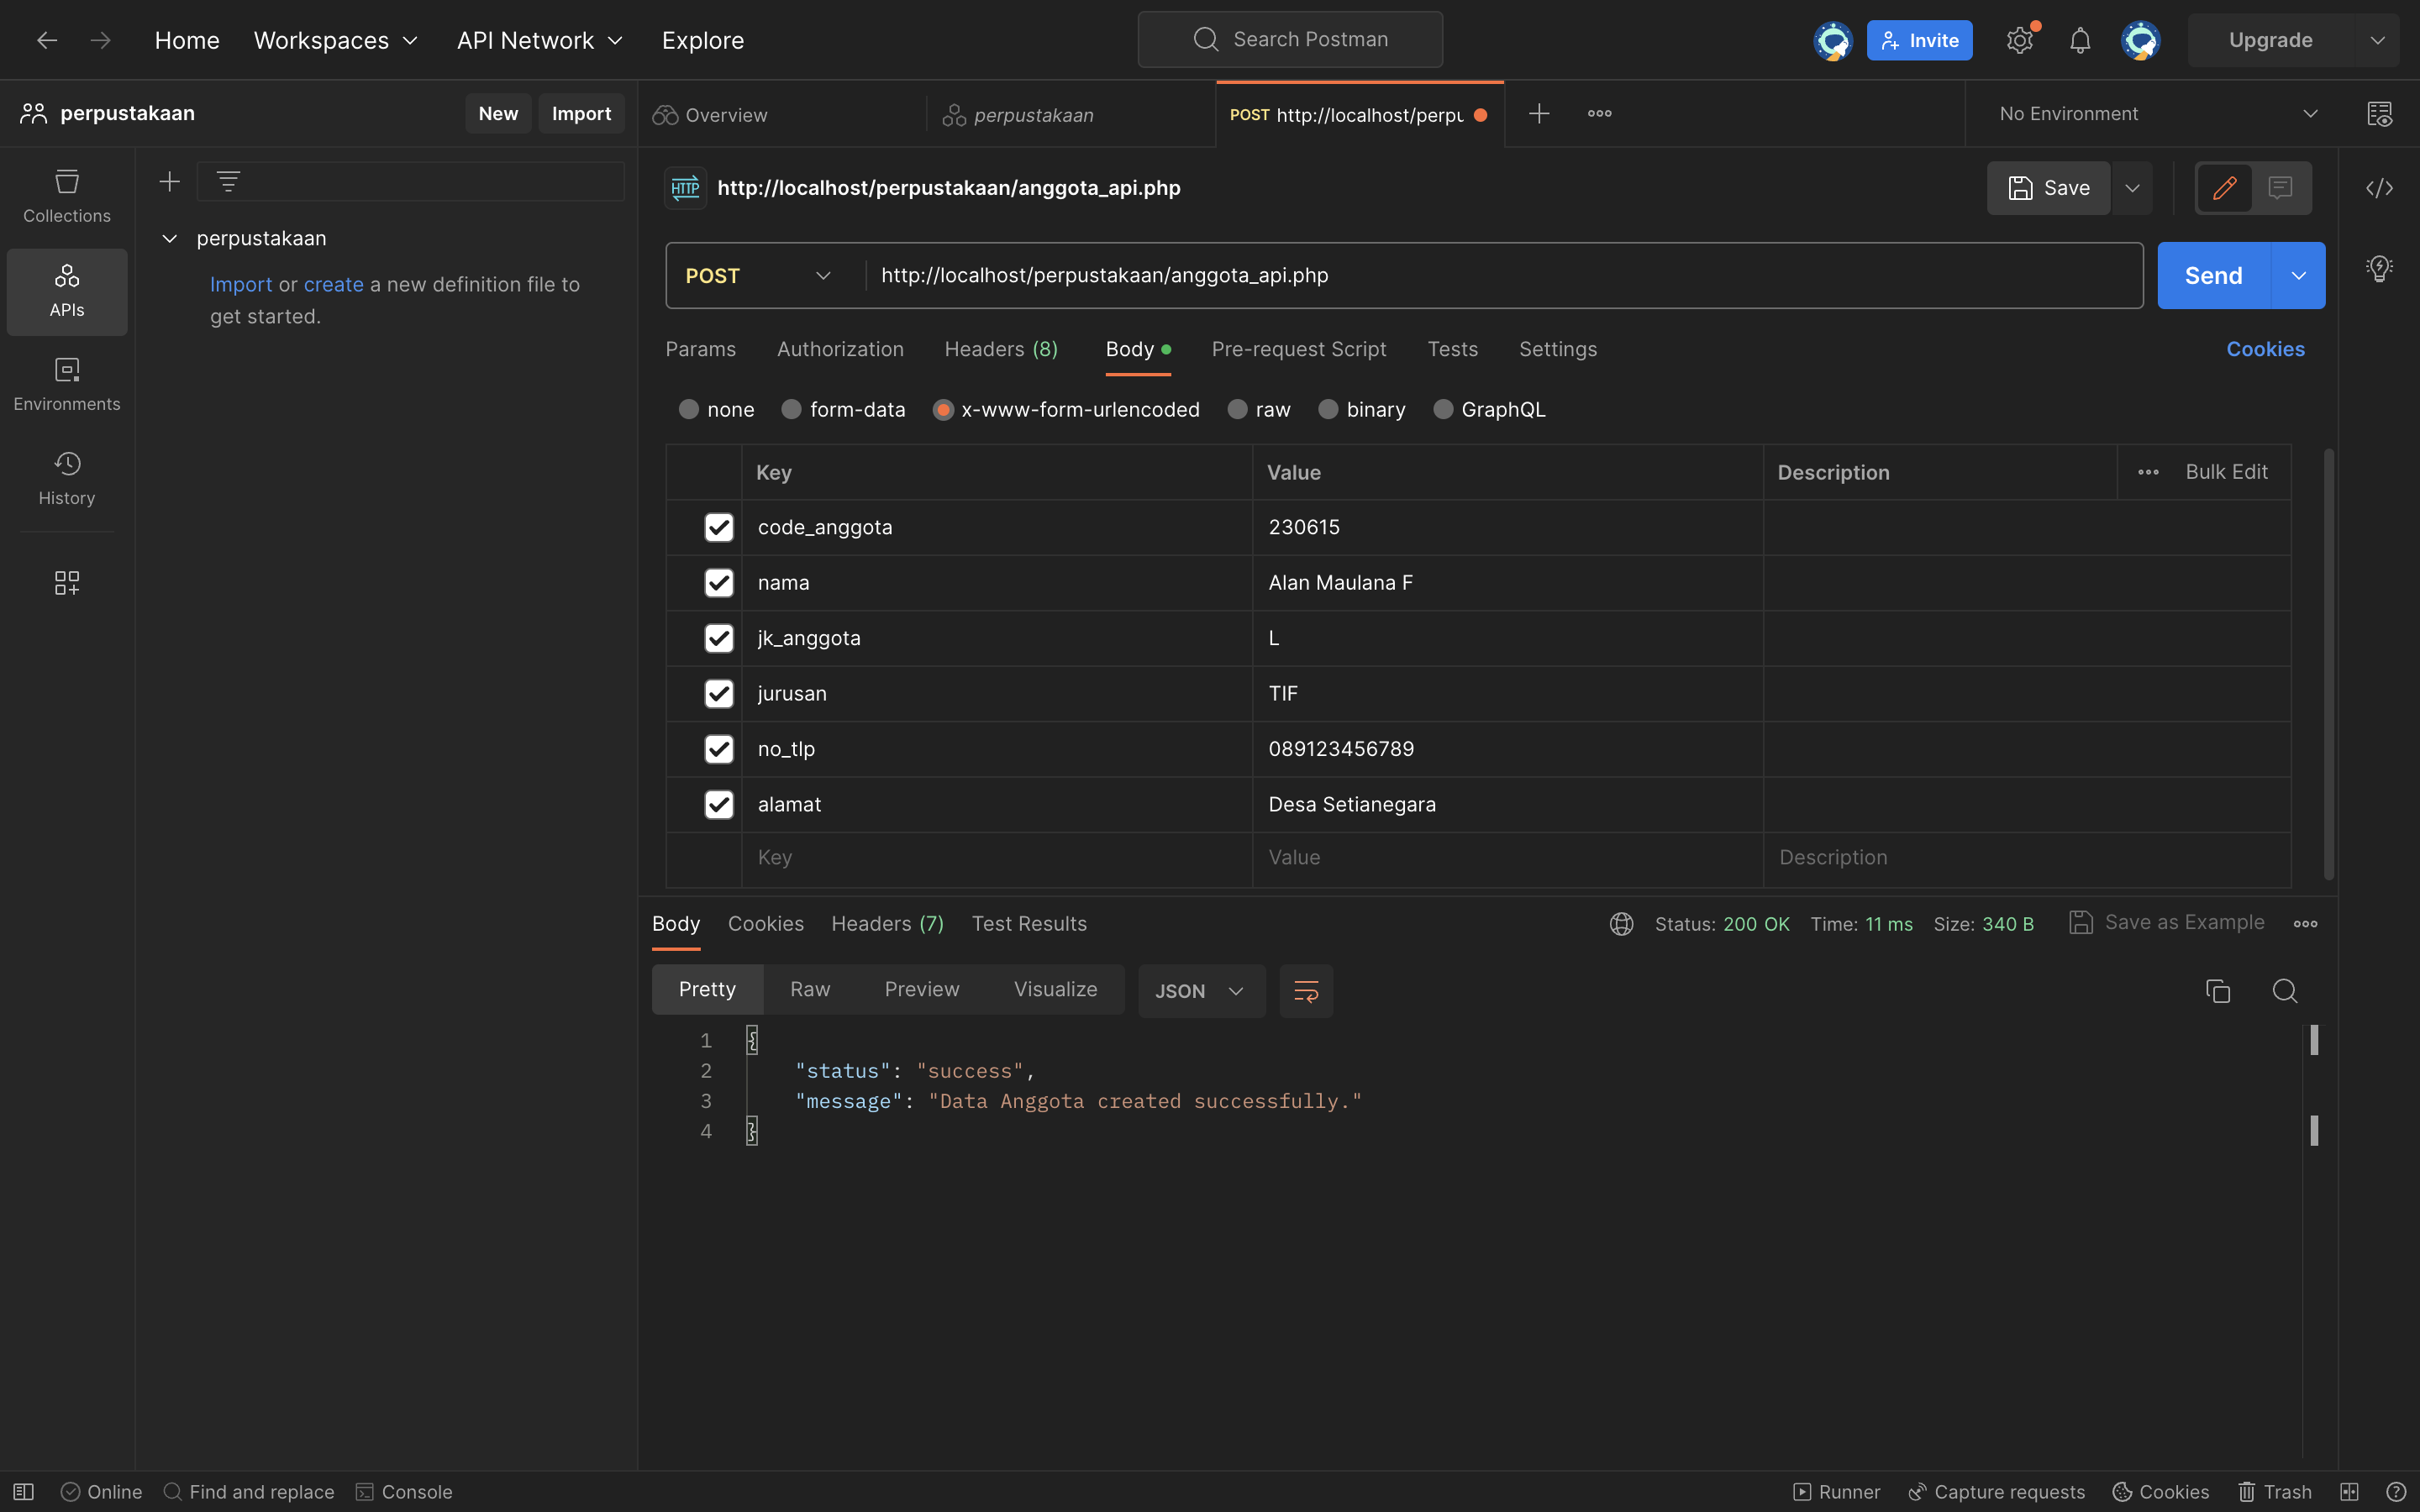 Home Workspaces API Network Explore Search Postman Invite Upgrade
perpustakaan New Import Overview perpustakaan POST http://localhost/perpu No Environment
Collections
APIs
Environments
History
perpustakaan
Import or create a new definition file to
get started.
HTTP http://localhost/perpustakaan/anggota_api.php Save
POST http://localhost/perpustakaan/anggota_api.php Send
Params Authorization Headers (8) Body Pre-request Script Tests Settings Cookies
none form-data x-www-form-urlencoded raw binary GraphQL
Key Value Description Bulk Edit
code_anggota 230615
nama Alan Maulana F
jk_anggota L
jurusan TIF
no_tlp 089123456789
alamat Desa Setianegara
Key Value Description
Body Cookies Headers (7) Test Results Status: 200 OK Time: 11 ms Size: 340 B Save as Example
Pretty Raw Preview Visualize JSON
1 {
2 "status": "success",
3 "message": "Data Anggota created successfully."
4 }
Online Find and replace Console Runner Capture requests Cookies Trash